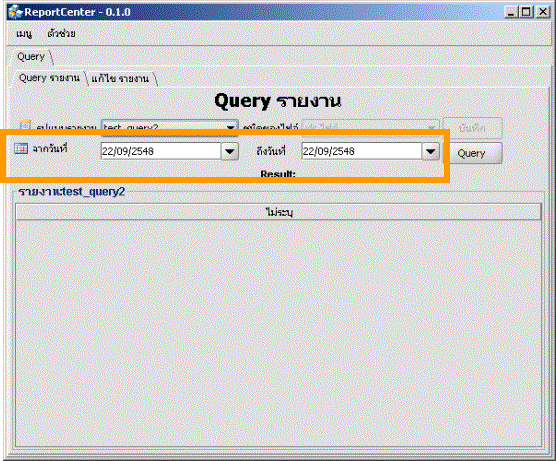 ReportCenter - 0.1.0
เมนู ตัวช่วย
Query
Query รายงาน แก้ไข รายงาน
Query รายงาน
รูปแบบรายงาน test_query2 ชนิดของไฟล์ บันทึก
จากวันที่ 22/09/2548 ถึงวันที่ 22/09/2548 Query
Result:
รายงาน:test_query2
ไม่ระบุ